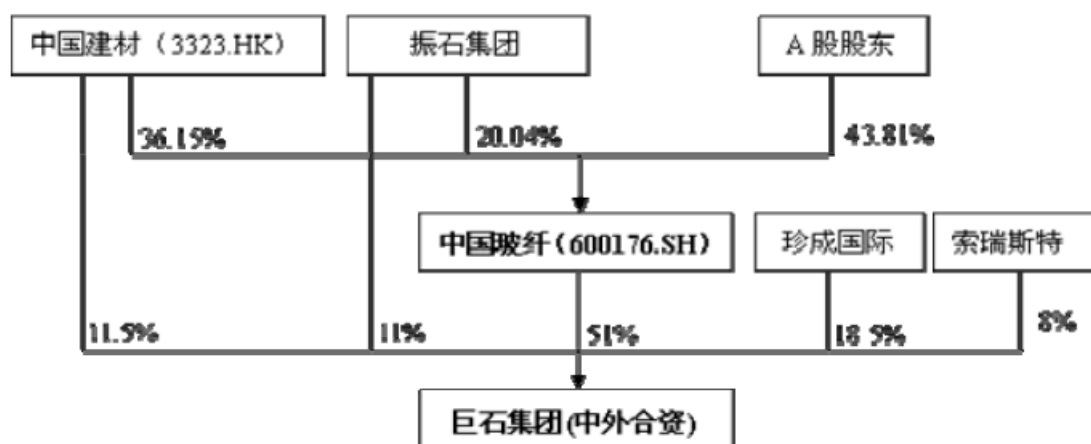 中国建材（3323.HK）
振石集团
A 股股东
36.15%
20.04%
43.81%
中国玻纤(600176.SH)
珍成国际
索瑞斯特
11.5%
11%
51%
18 5%
8%
巨石集团(中外合资)